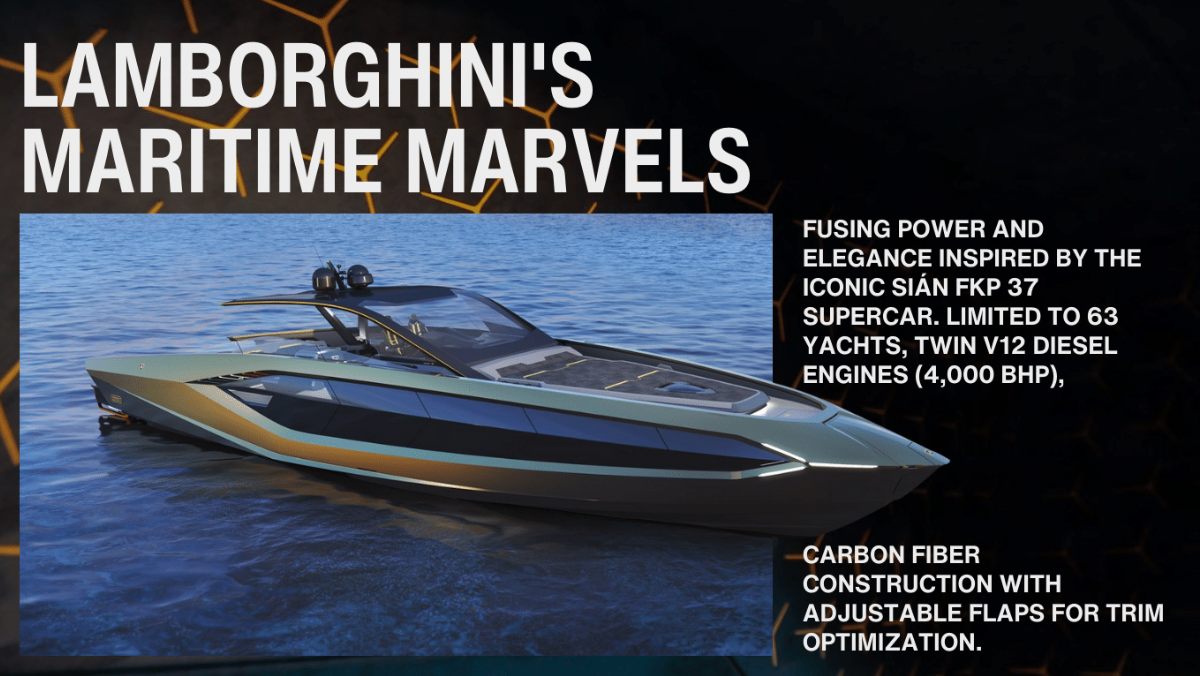 LAMBORGHINI'S
MARITIME MARVELS
FUSING POWER AND
ELEGANCE INSPIRED BY THE
ICONIC SIÁN FKP 37
SUPERCAR. LIMITED TO 63
YACHTS, TWIN V12 DIESEL
ENGINES (4,000 BHP),
CARBON FIBER
CONSTRUCTION WITH
ADJUSTABLE FLAPS FOR TRIM
OPTIMIZATION.